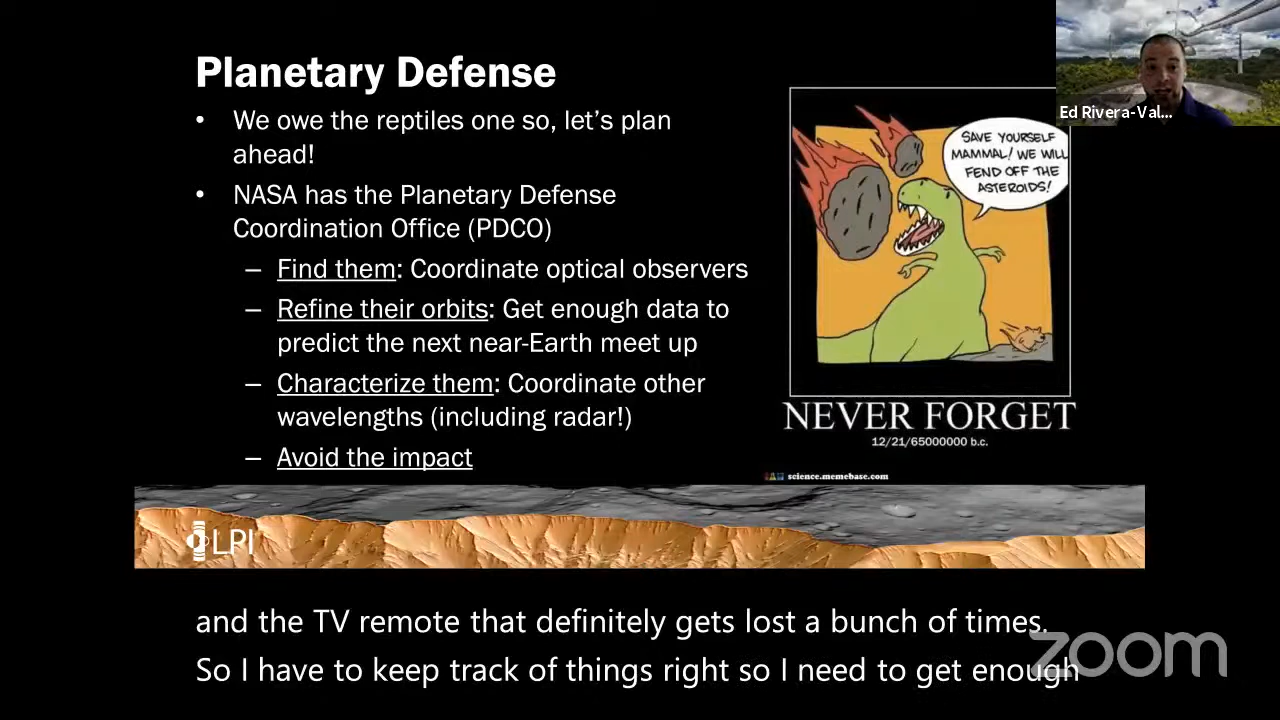 Planetary Defense
• We owe the reptiles one so, let's plan
ahead!
• NASA has the Planetary Defense
Coordination Office (PDCO)
– Find them: Coordinate optical observers
– Refine their orbits: Get enough data to
predict the next near-Earth meet up
– Characterize them: Coordinate other
wavelengths (including radar!)
– Avoid the impact
Ed Rivera-Val...
SAVE YOURSELF
MAMMAL! WE WILL
FEND OFF THE
ASTEROIDS!
NEVER FORGET
12/21/65000000 b.c.
science.memebase.com
LPI
and the TV remote that definitely gets lost a bunch of times.
So I have to keep track of things right so I need to get enough
zoom